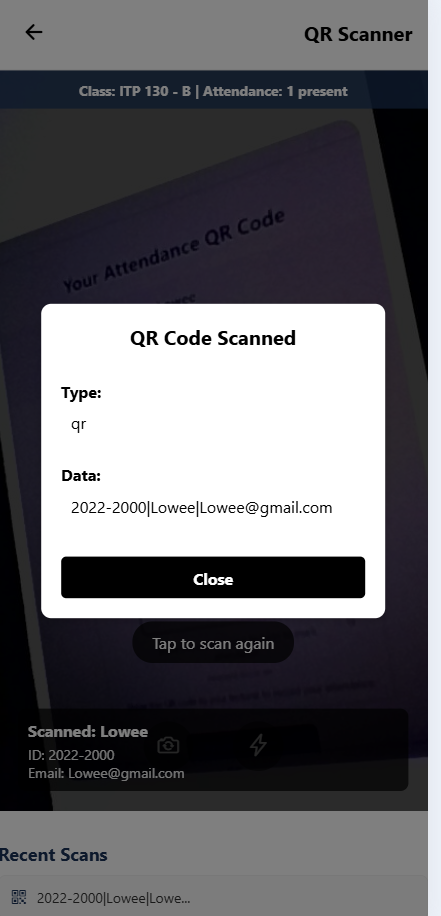 QR Scanner
Class: ITP 130 - B | Attendance: 1 present
Your Attendance QR Code
QR Code Scanned
Type:
qr
Data:
2022-2000|Lowee|Lowee@gmail.com
Close
Tap to scan again
Scanned: Lowee
ID: 2022-2000
Email: Lowee@gmail.com
Recent Scans
2022-2000|Lowee|Lowe...